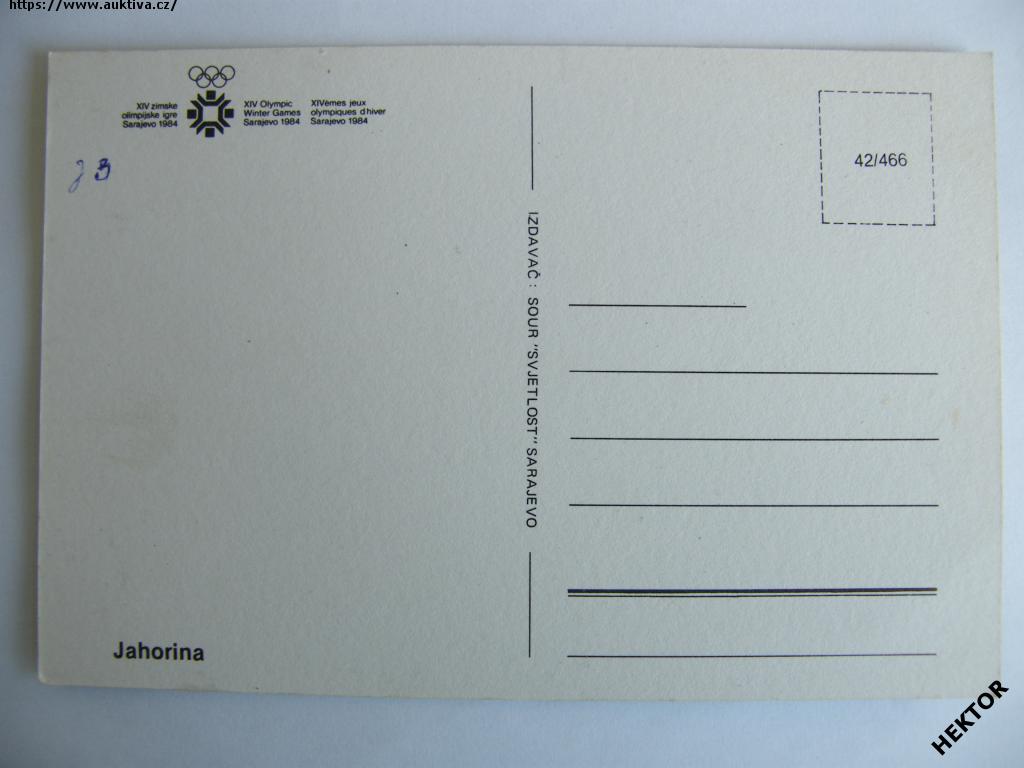 https://www.auktiva.cz/
XIV zimske
olimpijske igre
Sarajevo 1984
XIV Olympic
Winter Games
Sarajevo 1984
XIVèmes jeux
olympiques d'hiver
Sarajevo 1984
42/466
IZDAVAČ: SOUR "SVJETLOST" SARAJEVO
Jahorina
HEKTOR